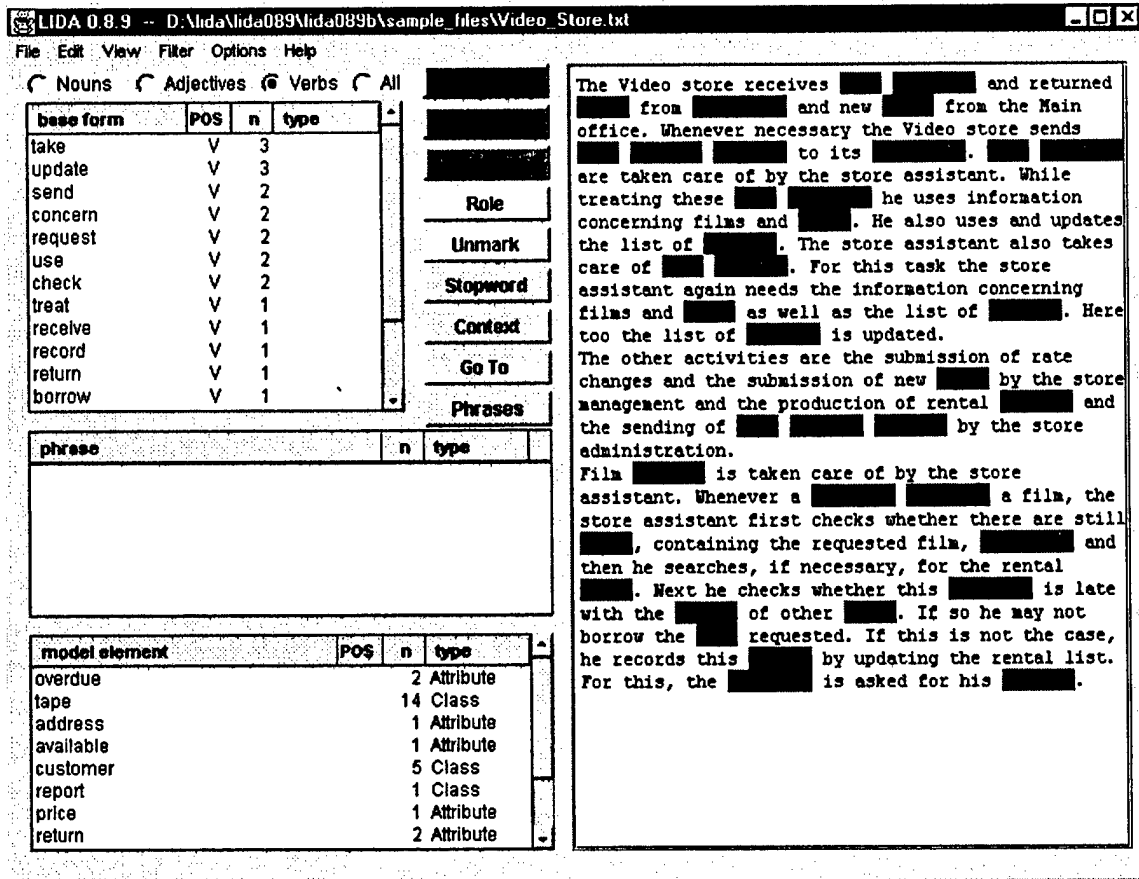 LIDA 0.8.9 -- D:\lida\lida089\lida089b\sample_files\Video_Store.txt
File Edit View Filter Options Help
Nouns Adjectives Verbs All
base form POS n type
take V 3
update V 3
send V 2
concern V 2
request V 2
use V 2
check V 2
treat V 1
receive V 1
record V 1
return V 1
borrow V 1
Role
Unmark
Stopword
Context
Go To
Phrases
phrase n type
model element POS n type
overdue 2 Attribute
tape 14 Class
address 1 Attribute
available 1 Attribute
customer 5 Class
report 1 Class
price 1 Attribute
return 2 Attribute
The Video store receives and returned
from and new from the Main
office. Whenever necessary the Video store sends
to its .
are taken care of by the store assistant. While
treating these he uses information
concerning films and . He also uses and updates
the list of . The store assistant also takes
care of . For this task the store
assistant again needs the information concerning
films and as well as the list of . Here
too the list of is updated.
The other activities are the submission of rate
changes and the submission of new by the store
management and the production of rental and
the sending of by the store
administration.
Film is taken care of by the store
assistant. Whenever a a film, the
store assistant first checks whether there are still
, containing the requested film, and
then he searches, if necessary, for the rental
. Next he checks whether this is late
with the of other . If so he may not
borrow the requested. If this is not the case,
he records this by updating the rental list.
For this, the is asked for his .